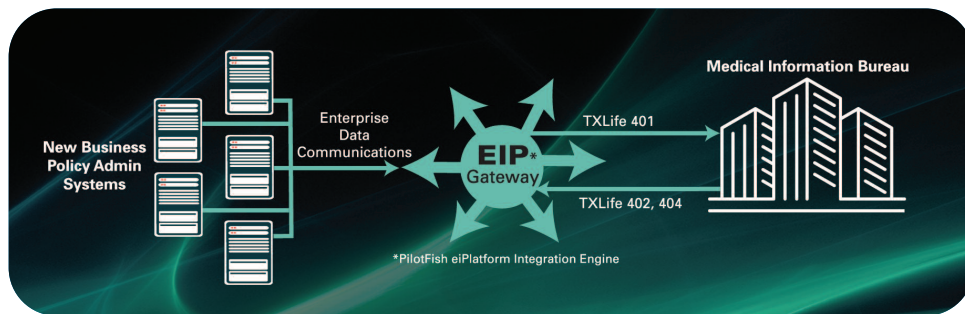 New Business
Policy Admin
Systems
Enterprise
Data
Communications
EIP*
Gateway
TXLife 401
TXLife 402, 404
Medical Information Bureau
*PilotFish eiPlatform Integration Engine